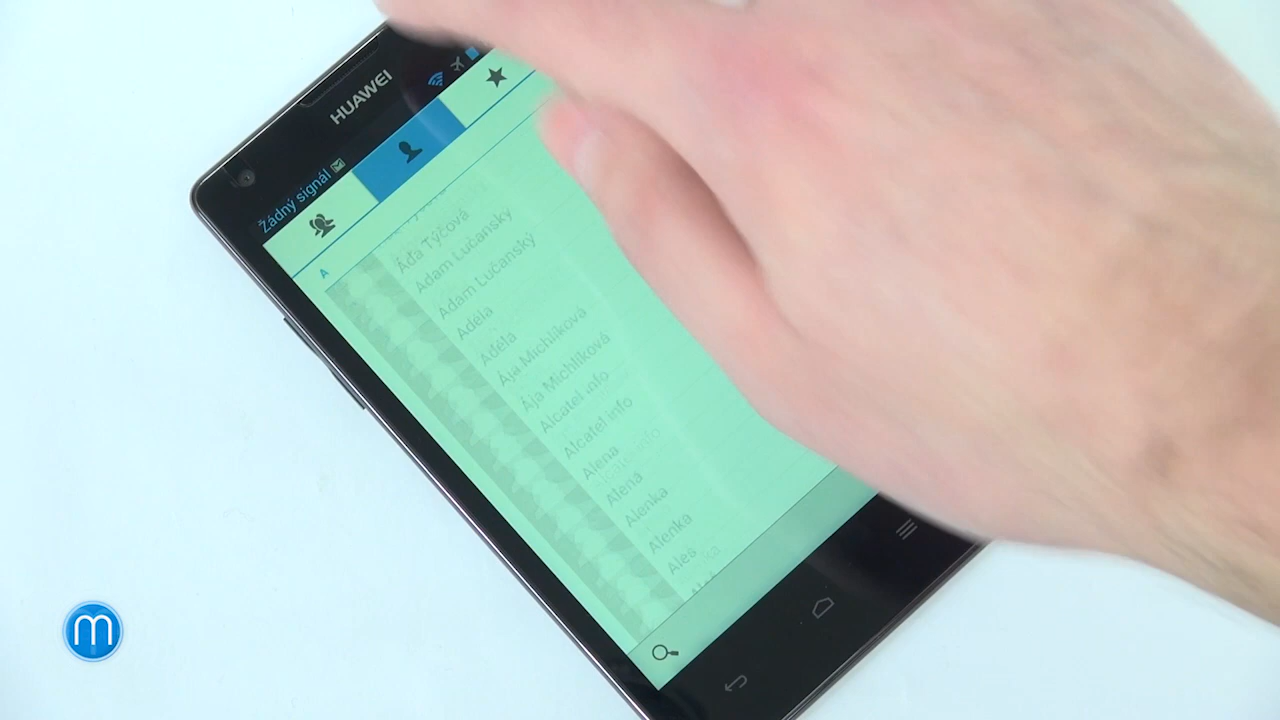 HUAWEI
Žádný signál
A
Áďa Týčová
Adam Lučanský
Adam Lučanský
Adéla
Adéla
Ája Michlíková
Ája Michlíková
Alcatel info
Alcatel info
Alena
Alena
Alenka
Alenka
Aleš
m